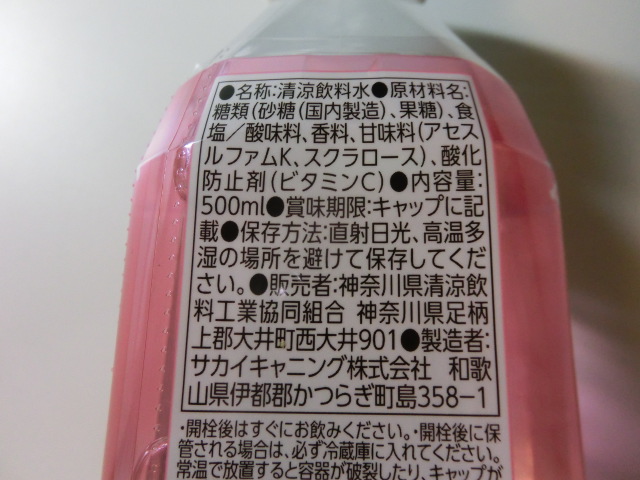 ●名称:清涼飲料水●原材料名:
糖類(砂糖(国内製造)、果糖)、食
塩／酸味料、香料、甘味料(アセス
ルファムK、スクラロース)、酸化
防止剤(ビタミンC)●内容量:
500ml●賞味期限:キャップに記
載●保存方法:直射日光、高温多
湿の場所を避けて保存してくだ
さい。●販売者:神奈川県清涼飲
料工業協同組合 神奈川県足柄
上郡大井町西大井901●製造者:
サカイキャニング株式会社 和歌
山県伊都郡かつらぎ町島358-1
･開栓後はすぐにお飲みください。･開栓後に保
管される場合は、必ず冷蔵庫に入れてください。
常温で放置すると容器が破裂したり、キャップが